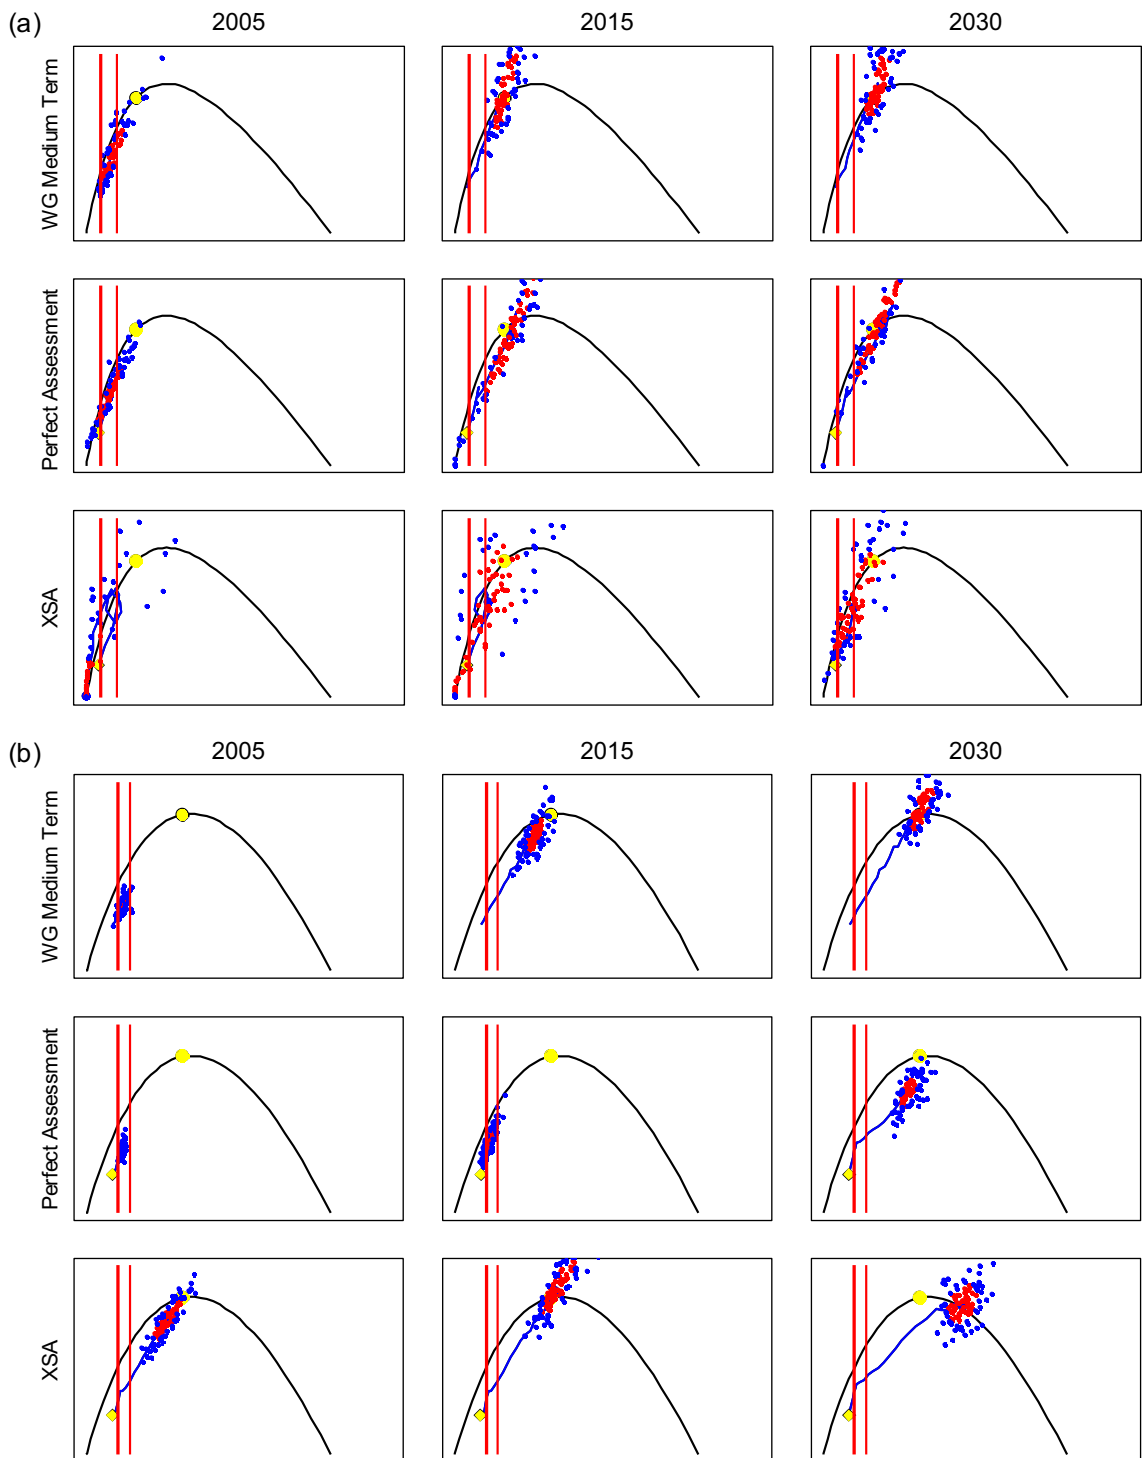 (a) 2005 2015 2030
WG Medium Term
Perfect Assessment
XSA
(b) 2005 2015 2030
WG Medium Term
Perfect Assessment
XSA